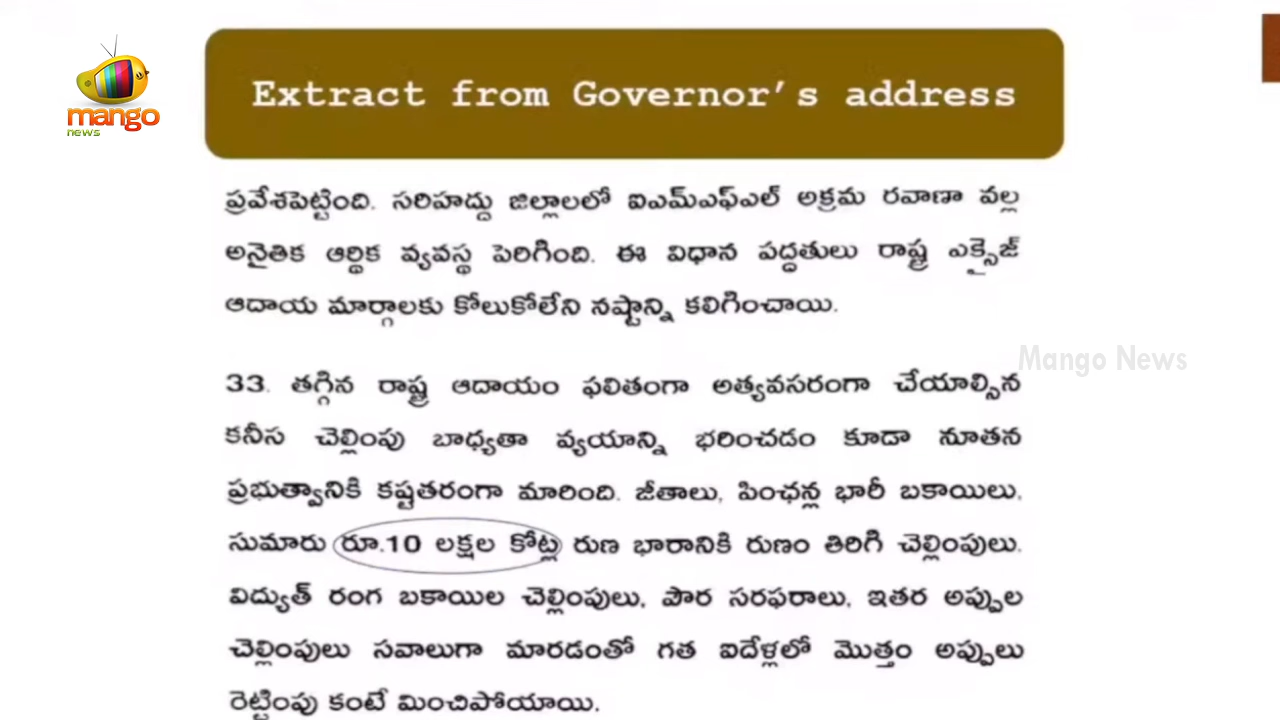 mango
news
Extract from Governor's address
ప్రవేశపెట్టింది. సరిహద్దు జిల్లాలలో ఐఎమ్ఎఫ్ఎల్ అక్రమ రవాణా వల్ల
అనైతిక ఆర్థిక వ్యవస్థ పెరిగింది. ఈ విధాన పద్దతులు రాష్ట్ర ఎక్సైజ్
ఆదాయ మార్గాలకు కోలుకోలేని నష్టాన్ని కలిగించాయి.
Mango News
33. తగ్గిన రాష్ట్ర ఆదాయం ఫలితంగా అత్యవసరంగా చేయాల్సిన
కనీస చెల్లింపు బాధ్యతా వ్యయాన్ని భరించడం కూడా నూతన
ప్రభుత్వానికి కష్టతరంగా మారింది. జీతాలు, పింఛన్ల భారీ బకాయిలు,
సుమారు రూ.10 లక్షల కోట్ల రుణ భారానికి రుణం తిరిగి చెల్లింపులు,
విద్యుత్ రంగ బకాయిల చెల్లింపులు, పౌర సరఫరాలు, ఇతర అప్పుల
చెల్లింపులు సవాలుగా మారడంతో గత ఐదేళ్లలో మొత్తం అప్పులు
రెట్టింపు కంటే మించిపోయాయి.